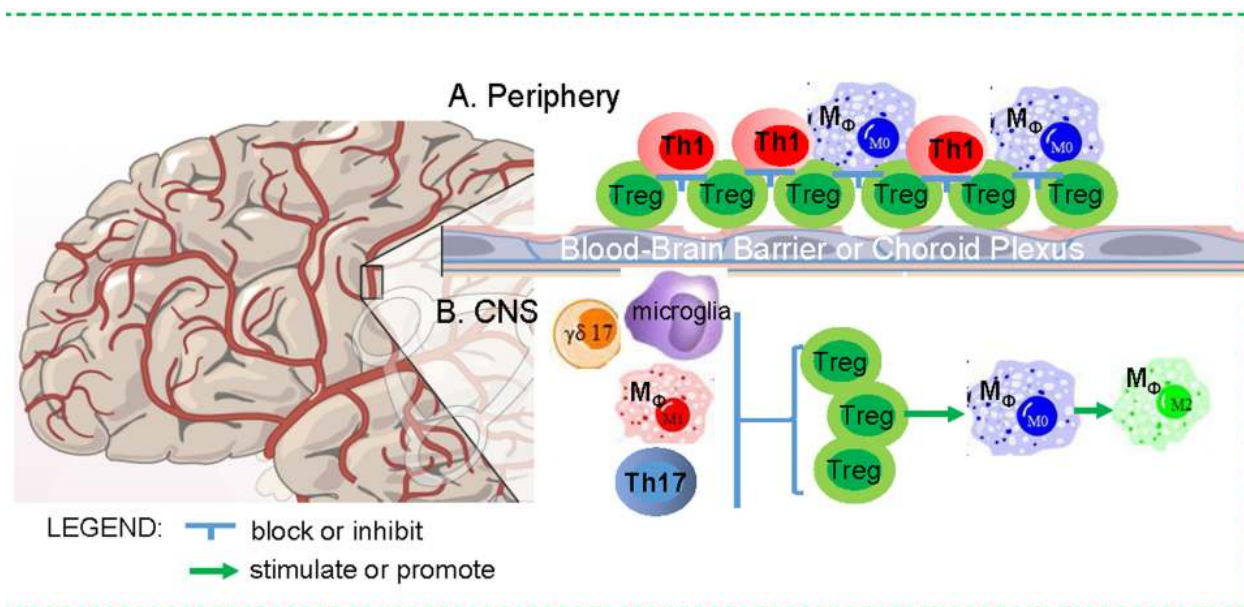 A. Periphery
Th1
Th1
MΦ
M0
Th1
MΦ
M0
Treg
Treg
Treg
Treg
Treg
Treg
Blood-Brain Barrier or Choroid Plexus
B. CNS
γδ 17
microglia
MΦ
M1
Th17
Treg
Treg
Treg
MΦ
M0
MΦ
M2
LEGEND:
block or inhibit
stimulate or promote